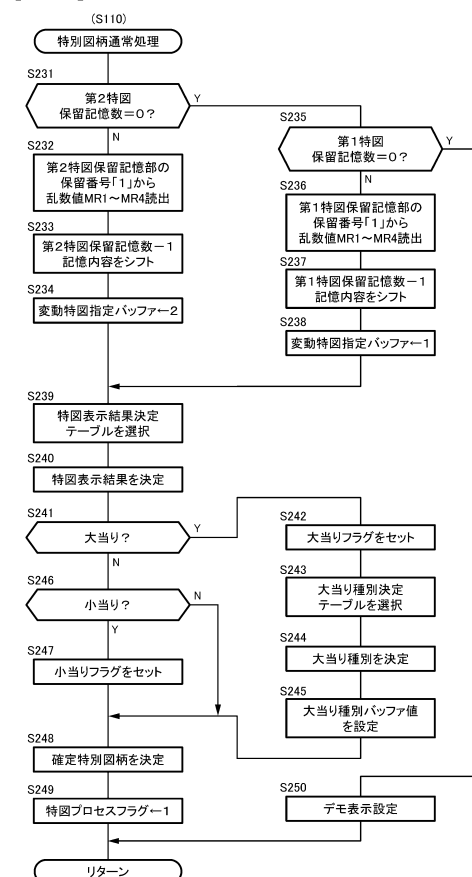 (S110)
特別図柄通常処理
S231
第2特図
保留記憶数=0?
Y
N
S232
第2特図保留記憶部の
保留番号「1」から
乱数値MR1～MR4読出
S233
第2特図保留記憶数－1
記憶内容をシフト
S234
変動特図指定バッファ←2
S235
第1特図
保留記憶数=0?
Y
N
S236
第1特図保留記憶部の
保留番号「1」から
乱数値MR1～MR4読出
S237
第1特図保留記憶数－1
記憶内容をシフト
S238
変動特図指定バッファ←1
S239
特図表示結果決定
テーブルを選択
S240
特図表示結果を決定
S241
大当り?
Y
N
S242
大当りフラグをセット
S243
大当り種別決定
テーブルを選択
S244
大当り種別を決定
S245
大当り種別バッファ値
を設定
S246
小当り?
N
Y
S247
小当りフラグをセット
S248
確定特別図柄を決定
S249
特図プロセスフラグ←1
S250
デモ表示設定
リターン